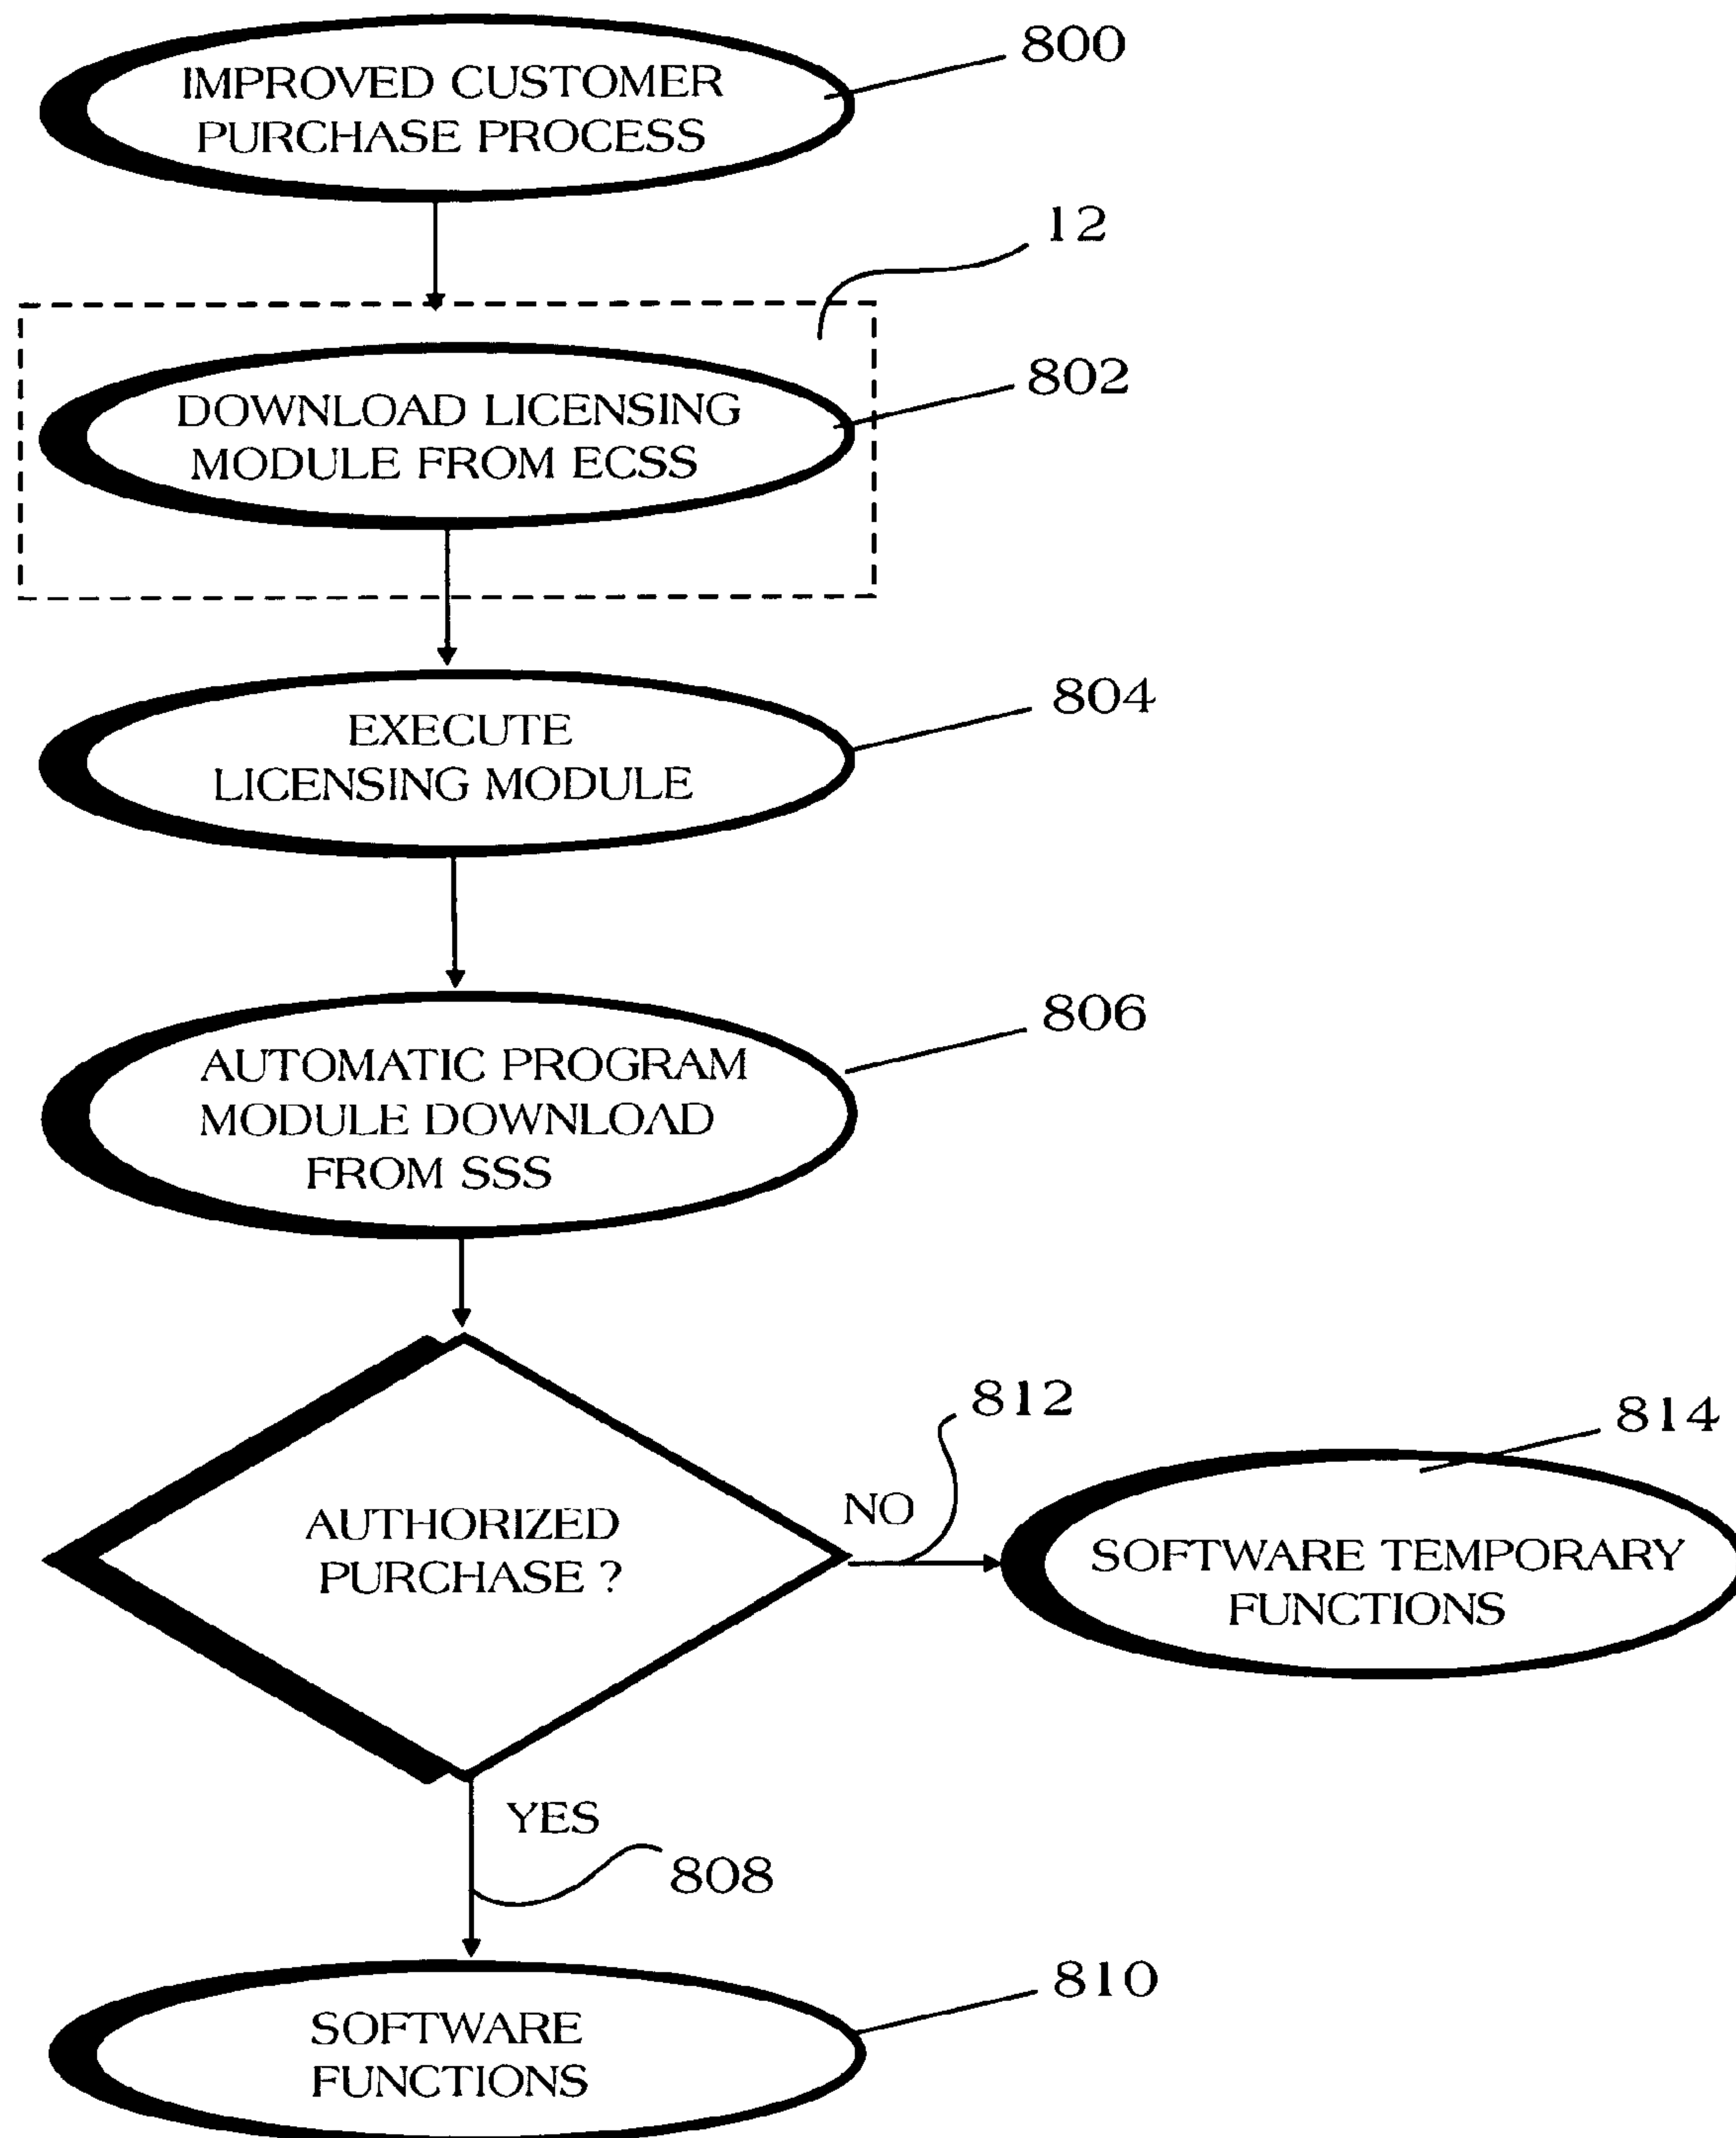 IMPROVED CUSTOMER
PURCHASE PROCESS
800
12
DOWNLOAD LICENSING
MODULE FROM ECSS
802
EXECUTE
LICENSING MODULE
804
AUTOMATIC PROGRAM
MODULE DOWNLOAD
FROM SSS
806
AUTHORIZED
PURCHASE ?
NO
812
814
SOFTWARE TEMPORARY
FUNCTIONS
YES
808
SOFTWARE
FUNCTIONS
810